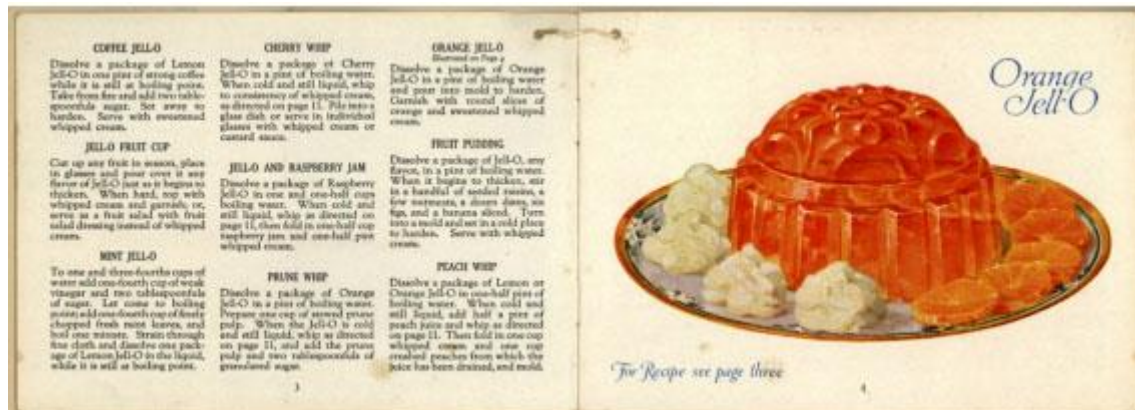 COFFEE JELL-O
Dissolve a package of Lemon
Jell-O in one pint of strong coffee
while it is still at boiling point.
Take from fire and add two table-
spoonfuls sugar. Set away to
harden. Serve with sweetened
whipped cream.
JELL-O FRUIT CUP
Cut up any fruit in season, place
in glasses and pour over it any
flavor of Jell-O just as it begins to
thicken. When hard, top with
whipped cream and garnish; or,
serve as a fruit salad with fruit
salad dressing instead of whipped
cream.
MINT JELL-O
To one and three-fourths cups of
water add one-fourth cup of weak
vinegar and two tablespoonfuls
of sugar. Let come to boiling
point; add one-fourth cup of finely
chopped fresh mint leaves, and
boil one minute. Strain through
fine cloth and dissolve one pack-
age of Lemon Jell-O in the liquid,
while it is still at boiling point.
CHERRY WHIP
Dissolve a package of Cherry
Jell-O in a pint of boiling water.
When cold and still liquid, whip
to consistency of whipped cream,
as directed on page 11. Pile into a
glass dish or serve in individual
glasses with whipped cream or
custard sauce.
JELL-O AND RASPBERRY JAM
Dissolve a package of Raspberry
Jell-O in one and one-half cups
boiling water. When cold and
still liquid, whip as directed on
page 11, then fold in one-half cup
raspberry jam and one-half pint
whipped cream.
PRUNE WHIP
Dissolve a package of Orange
Jell-O in a pint of boiling water.
Prepare one cup of stewed prune
pulp. When the Jell-O is cold
and still liquid, whip as directed
on page 11, and add the prune
pulp and two tablespoonfuls of
granulated sugar.
3
ORANGE JELL-O
Illustrated on Page 4
Dissolve a package of Orange
Jell-O in a pint of boiling water
and pour into mold to harden.
Garnish with round slices of
orange and sweetened whipped
cream.
FRUIT PUDDING
Dissolve a package of Jell-O, any
flavor, in a pint of boiling water.
When it begins to thicken, stir
in a handful of seeded raisins, a
few nutmeats, a dozen dates, six
figs, and a banana sliced. Turn
into a mold and set in a cold place
to harden. Serve with whipped
cream.
PEACH WHIP
Dissolve a package of Lemon or
Orange Jell-O in one-half pint of
boiling water. When cold and
still liquid, add half a pint of
peach juice and whip as directed
on page 11. Then fold in one cup
whipped cream and one cup
crushed peaches from which the
juice has been drained, and mold.
Orange
Jell-O
For Recipe see page three
4